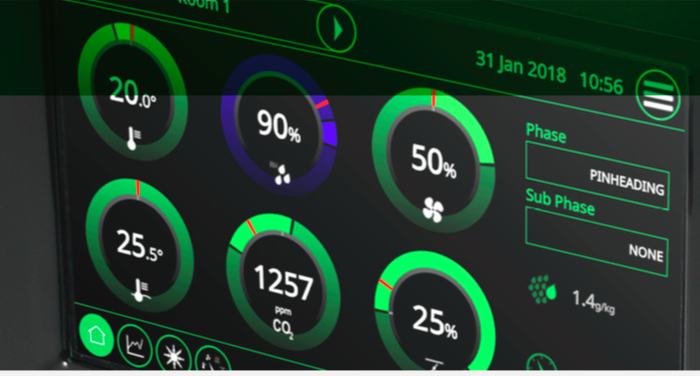 Room 1
31 Jan 2018 10:56
20.0°
90%
50%
Phase
PINHEADING
Sub Phase
NONE
25.5°
1257
ppm
CO2
25%
1.4g/kg